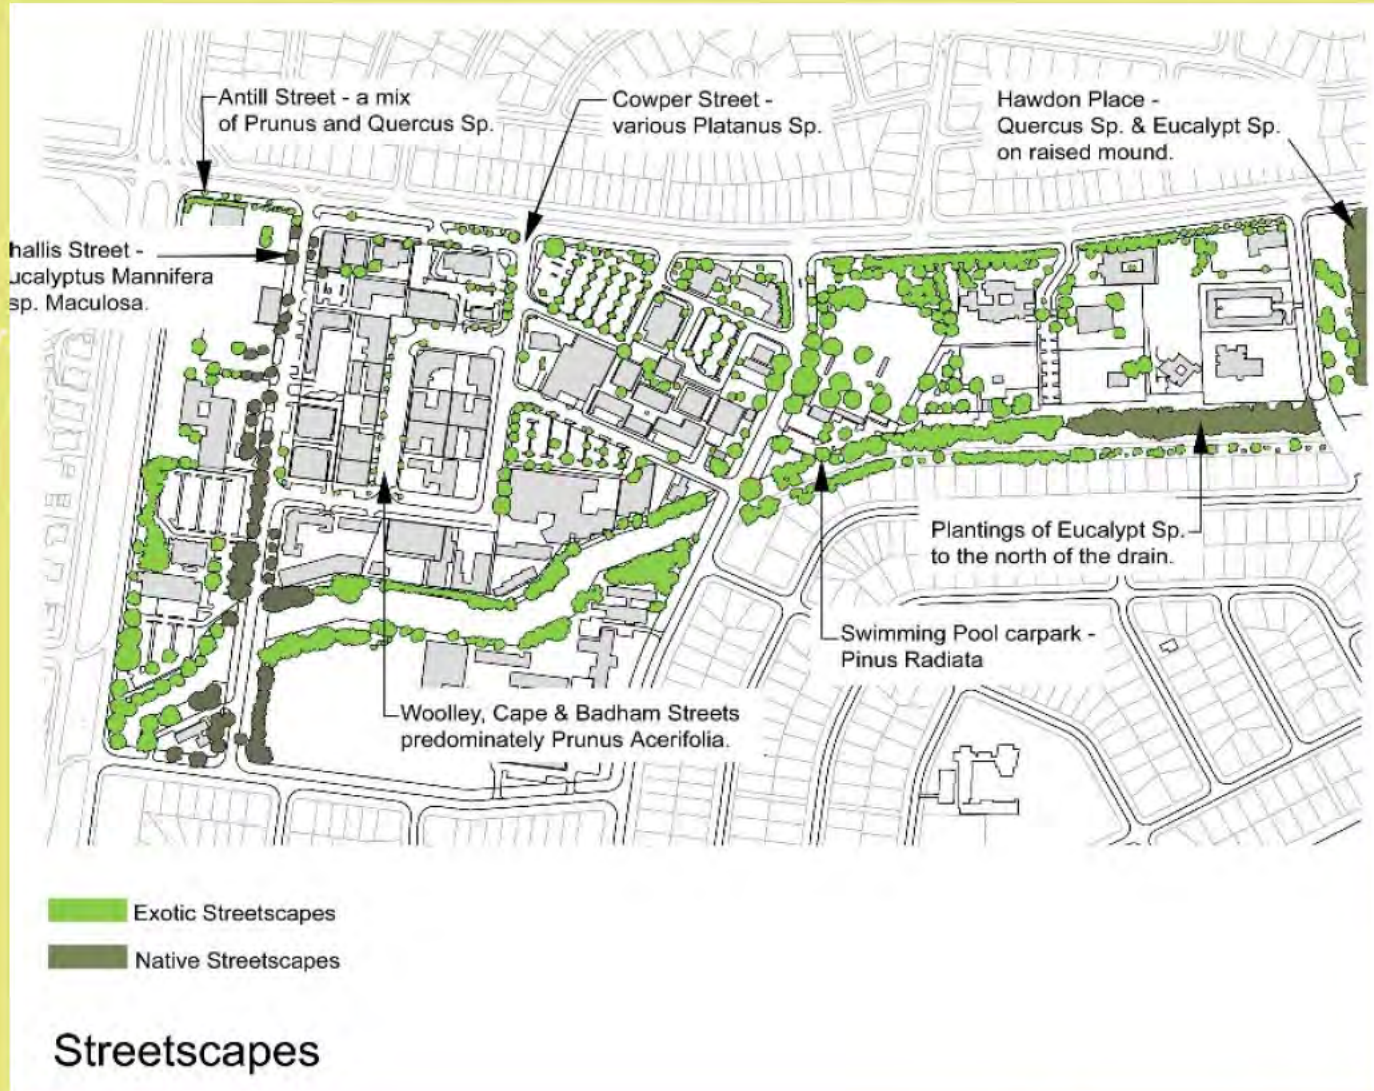 Antill Street - a mix
of Prunus and Quercus Sp.
Cowper Street -
various Platanus Sp.
Hawdon Place -
Quercus Sp. & Eucalypt Sp.
on raised mound.
hallis Street -
ucalyptus Mannifera
sp. Maculosa.
Plantings of Eucalypt Sp.
to the north of the drain.
Swimming Pool carpark -
Pinus Radiata
Woolley, Cape & Badham Streets
predominately Prunus Acerifolia.
Exotic Streetscapes
Native Streetscapes
Streetscapes